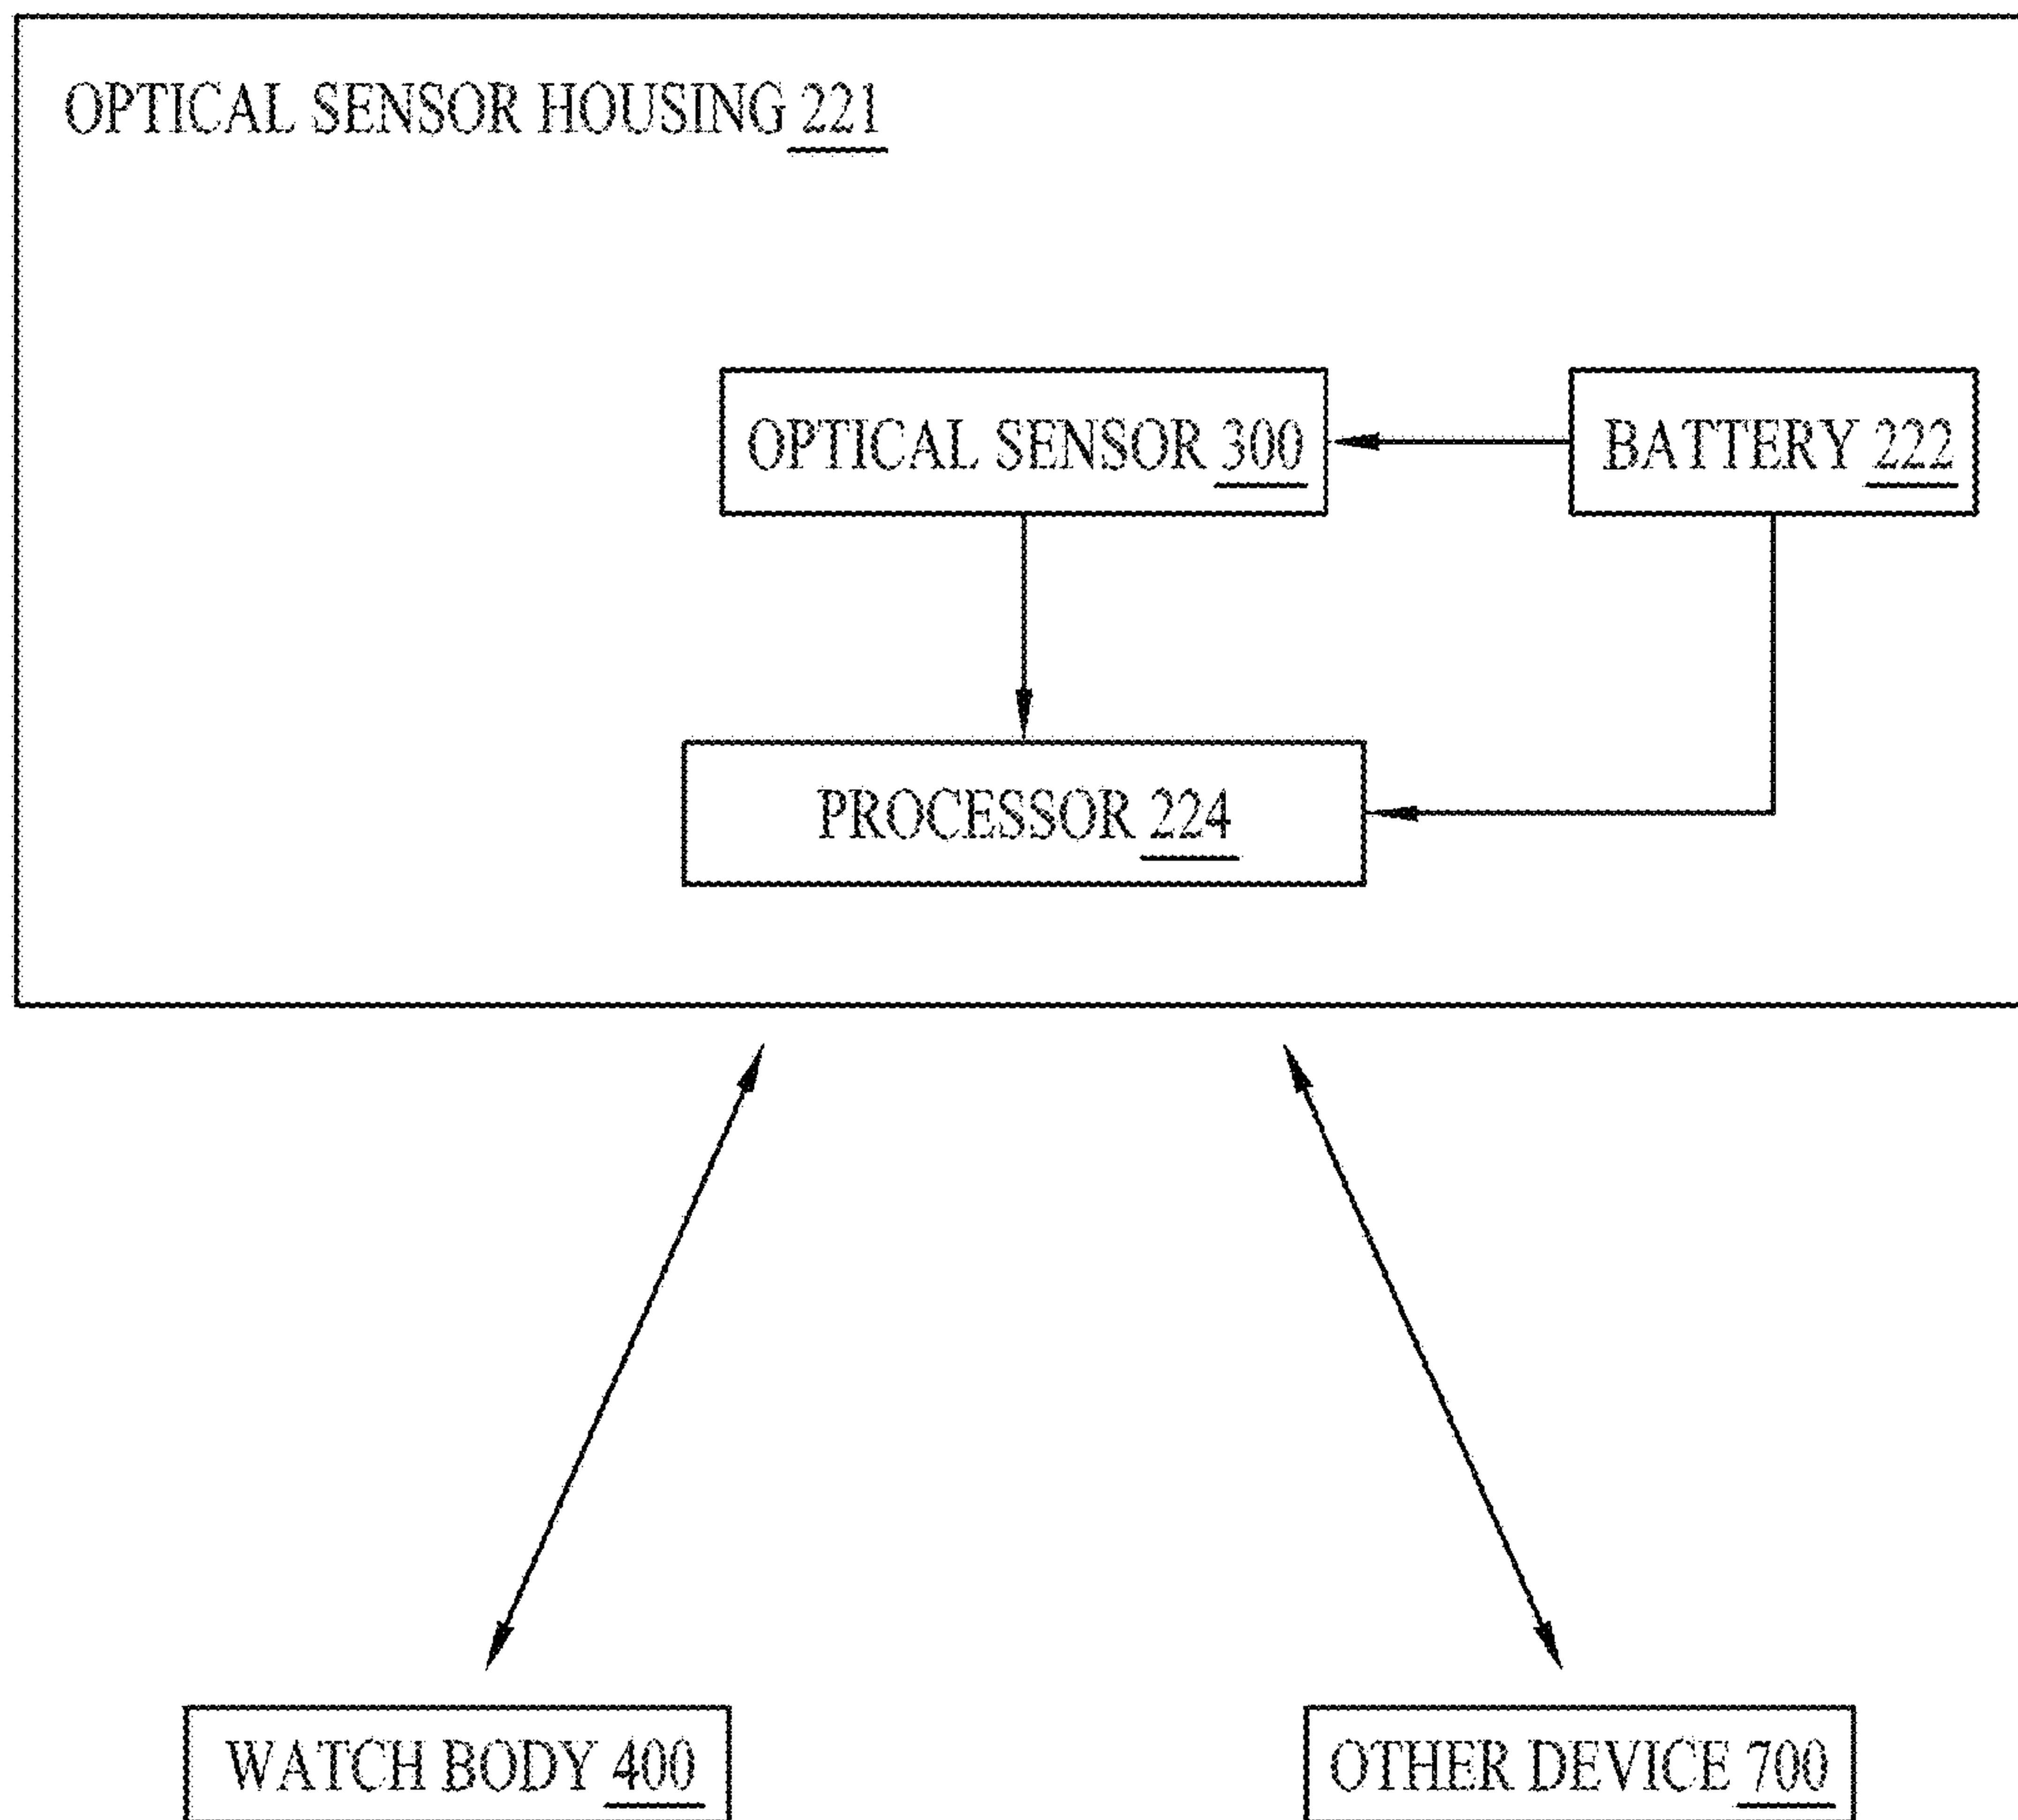 OPTICAL SENSOR HOUSING 221
OPTICAL SENSOR 300
BATTERY 222
PROCESSOR 224
WATCH BODY 400
OTHER DEVICE 700